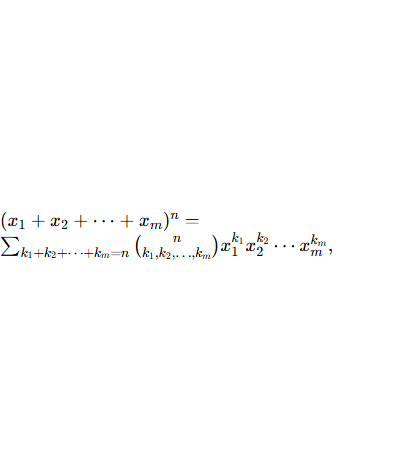 $(x_1 + x_2 + \cdots + x_m)^n =$
$\sum_{k_1+k_2+\cdots+k_m=n} \binom{n}{k_1,k_2,\ldots,k_m} x_1^{k_1} x_2^{k_2} \cdots x_m^{k_m},$